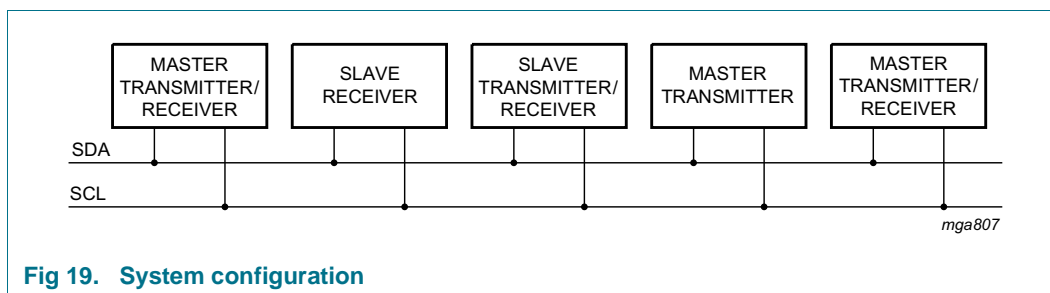 MASTER
TRANSMITTER/
RECEIVER
SLAVE
RECEIVER
SLAVE
TRANSMITTER/
RECEIVER
MASTER
TRANSMITTER
MASTER
TRANSMITTER/
RECEIVER
SDA
SCL
mga807
Fig 19. System configuration